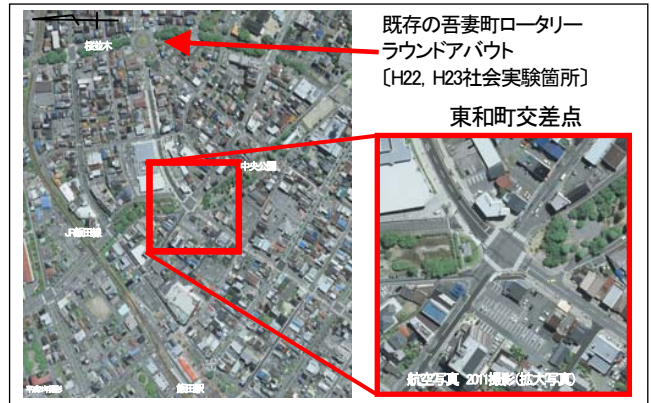 既存の吾妻町ロータリー
ラウンドアバウト
〔H22, H23社会実験箇所〕
東和町交差点
桜並木
中央公園
JR飯田線
飯田駅
航空写真 2011撮影(拡大写真)